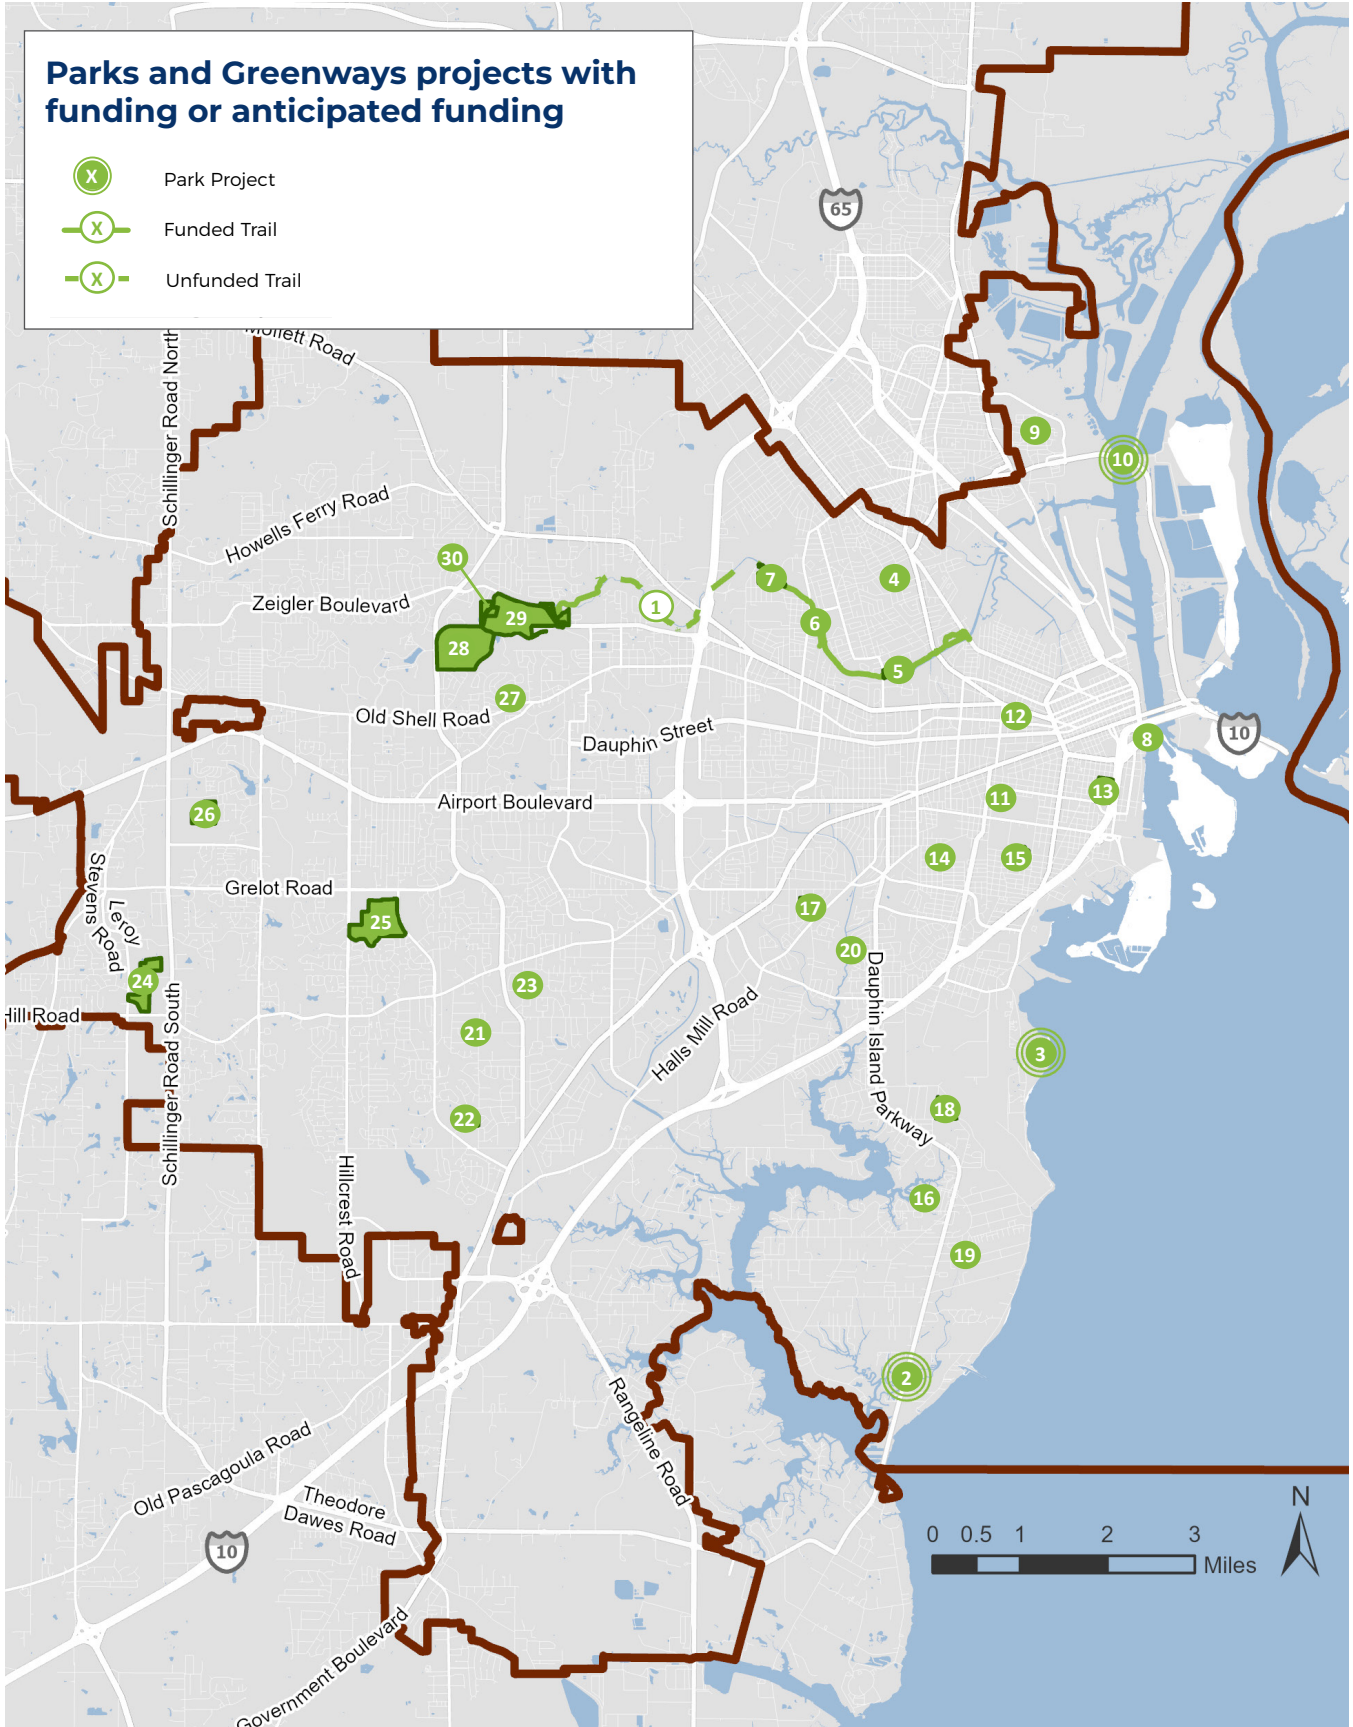 Parks and Greenways projects with
funding or anticipated funding
X
Park Project
X
Funded Trail
X
Unfunded Trail
65
Moffett Road
Schillinger Road North
9
10
Howells Ferry Road
30
7
4
Zeigler Boulevard
1
29
6
28
5
27
Old Shell Road
12
Dauphin Street
8
10
13
11
Airport Boulevard
26
14
15
Leroy
Stevens Road
Grelot Road
17
25
20
24
23
Hill Road
21
Schillinger Road South
Halls Mill Road
Dauphin Island Parkway
3
22
18
Hillcrest Road
16
19
2
Rangeline Road
Old Pascagoula Road
Theodore
Dawes Road
10
N
0 0.5 1 2 3
Miles
Government Boulevard